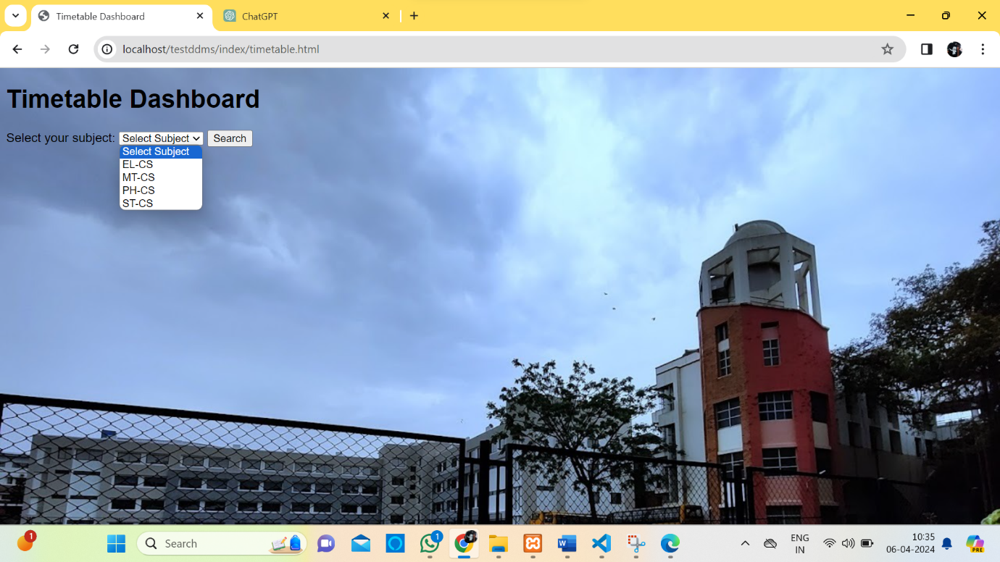 Timetable Dashboard
ChatGPT
localhost/testddms/index/timetable.html
Timetable Dashboard
Select your subject: Select Subject Search
Select Subject
EL-CS
MT-CS
PH-CS
ST-CS
1
Search
1
W
ENG
IN
10:35
06-04-2024
PRE